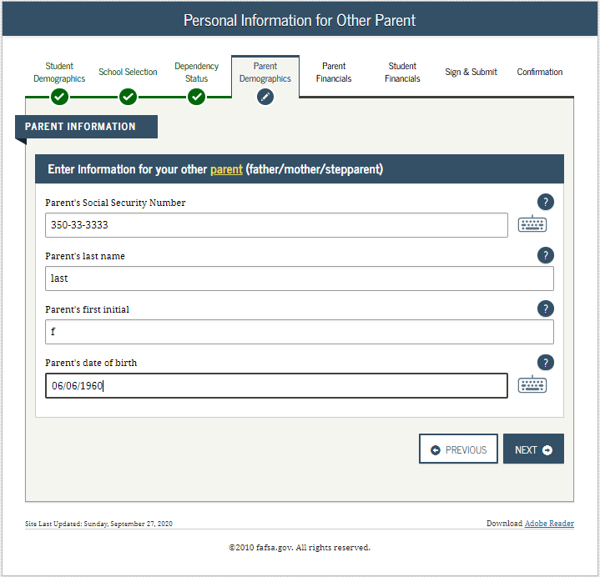 Personal Information for Other Parent
Student Demographics
School Selection
Dependency Status
Parent Demographics
Parent Financials
Student Financials
Sign & Submit
Confirmation
PARENT INFORMATION
Enter Information for your other parent (father/mother/stepparent)
?
Parent's Social Security Number
350-33-3333
?
Parent's last name
last
?
Parent's first initial
f
?
Parent's date of birth
06/06/1960
PREVIOUS
NEXT
Site Last Updated: Sunday, September 27, 2020
Download Adobe Reader
©2010 fafsa.gov. All rights reserved.